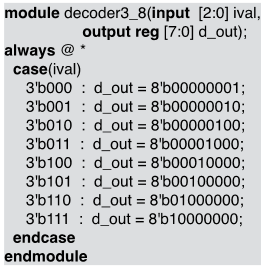 module decoder3_8(input [2:0] ival,
output reg [7:0] d_out);
always @ *
case(ival)
3'b000 : d_out = 8'b00000001;
3'b001 : d_out = 8'b00000010;
3'b010 : d_out = 8'b00000100;
3'b011 : d_out = 8'b00001000;
3'b100 : d_out = 8'b00010000;
3'b101 : d_out = 8'b00100000;
3'b110 : d_out = 8'b01000000;
3'b111 : d_out = 8'b10000000;
endcase
endmodule